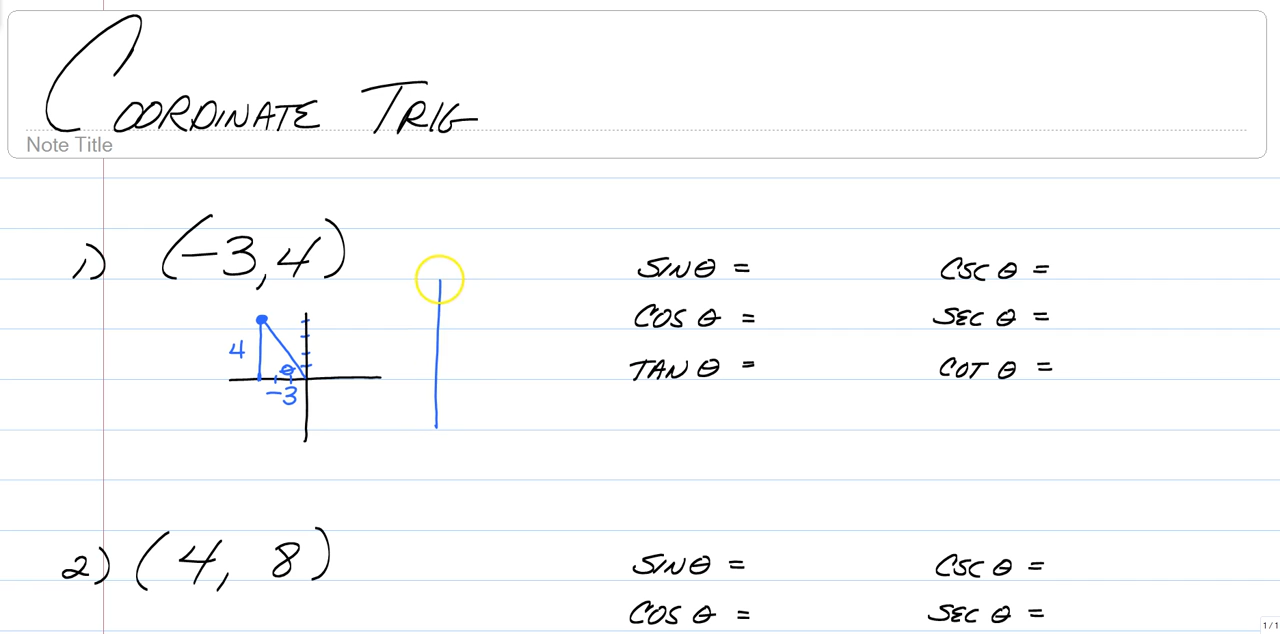 COORDINATE TRIG
Note Title
1) (-3,4)
SIN θ = CSC θ =
COS θ = SEC θ =
TAN θ = COT θ =
4
θ
-3
2) (4, 8)
SIN θ = CSC θ =
COS θ = SEC θ =
1/1